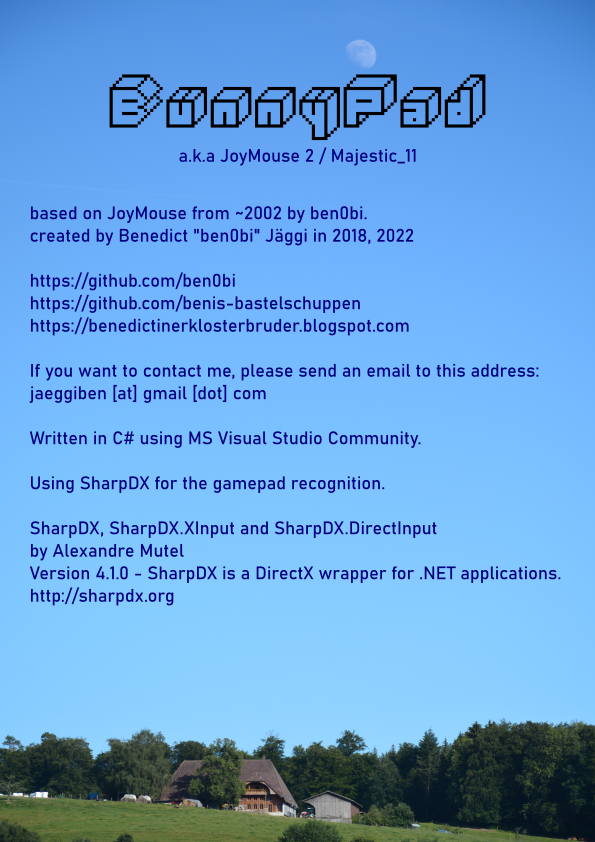 BunnyPad
a.k.a JoyMouse 2 / Majestic_11
based on JoyMouse from ~2002 by ben0bi.
created by Benedict "ben0bi" Jäggi in 2018, 2022
https://github.com/ben0bi
https://github.com/benis-bastelschuppen
https://benedictinerklosterbruder.blogspot.com
If you want to contact me, please send an email to this address:
jaeggiben [at] gmail [dot] com
Written in C# using MS Visual Studio Community.
Using SharpDX for the gamepad recognition.
SharpDX, SharpDX.XInput and SharpDX.DirectInput
by Alexandre Mutel
Version 4.1.0 - SharpDX is a DirectX wrapper for .NET applications.
http://sharpdx.org